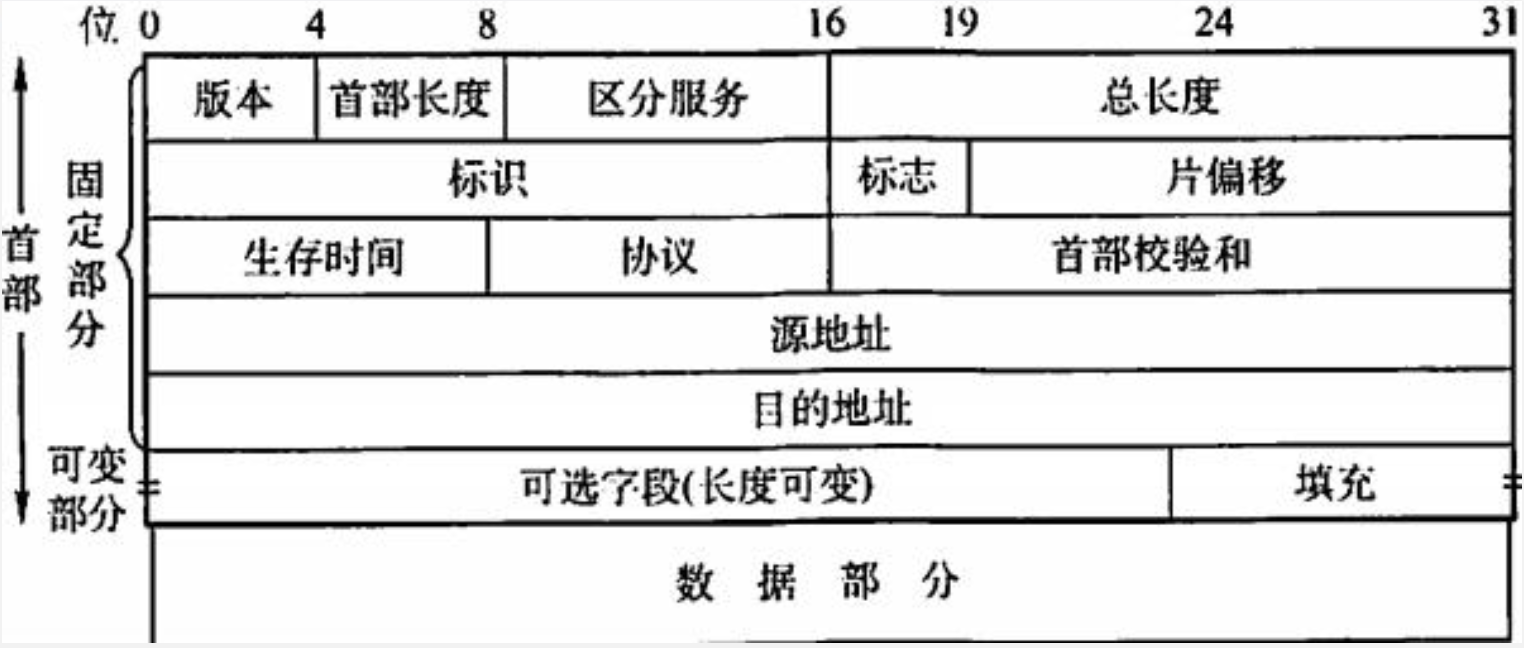 位 0 4 8 16 19 24 31
版本 首部长度 区分服务 总长度
标识 标志 片偏移
生存时间 协议 首部校验和
源地址
目的地址
可选字段(长度可变) 填充
数据部分
首部
固定部分
可变
部分